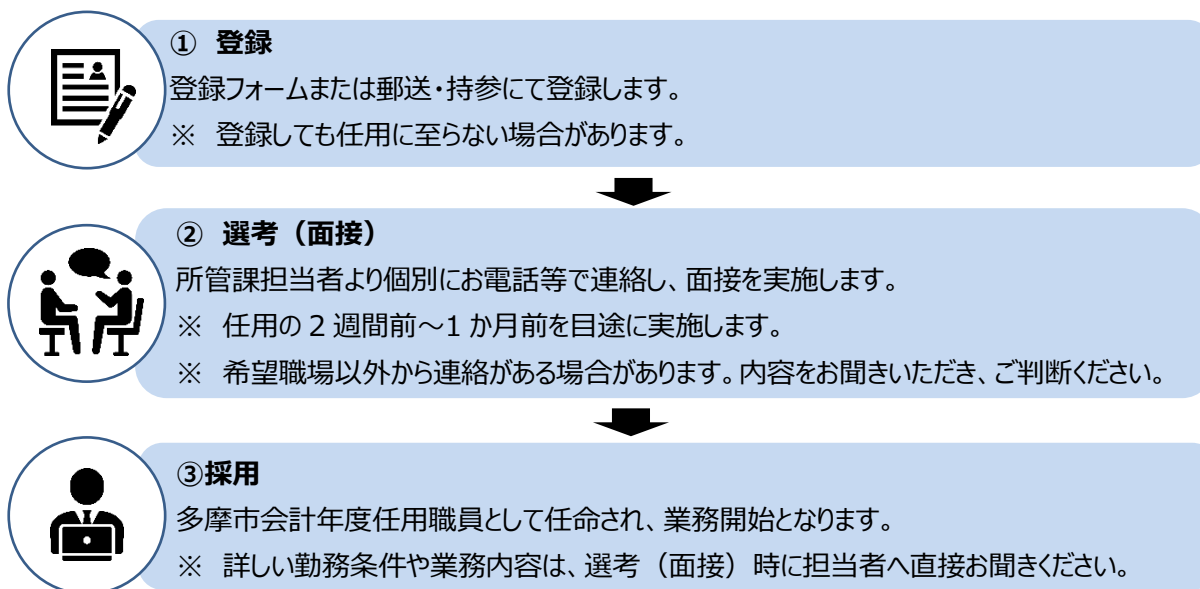 ① 登録
登録フォームまたは郵送・持参にて登録します。
※ 登録しても任用に至らない場合があります。
② 選考（面接）
所管課担当者より個別にお電話等で連絡し、面接を実施します。
※ 任用の 2 週間前～1 か月前を目途に実施します。
※ 希望職場以外から連絡がある場合があります。内容をお聞きいただき、ご判断ください。
③採用
多摩市会計年度任用職員として任命され、業務開始となります。
※ 詳しい勤務条件や業務内容は、選考（面接）時に担当者へ直接お聞きください。